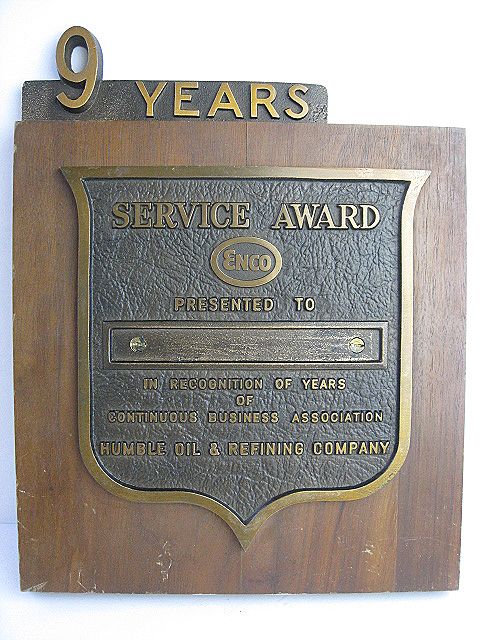 9 YEARS
SERVICE AWARD
ENCO
PRESENTED TO
IN RECOGNITION OF YEARS
OF
CONTINUOUS BUSINESS ASSOCIATION
HUMBLE OIL & REFINING COMPANY